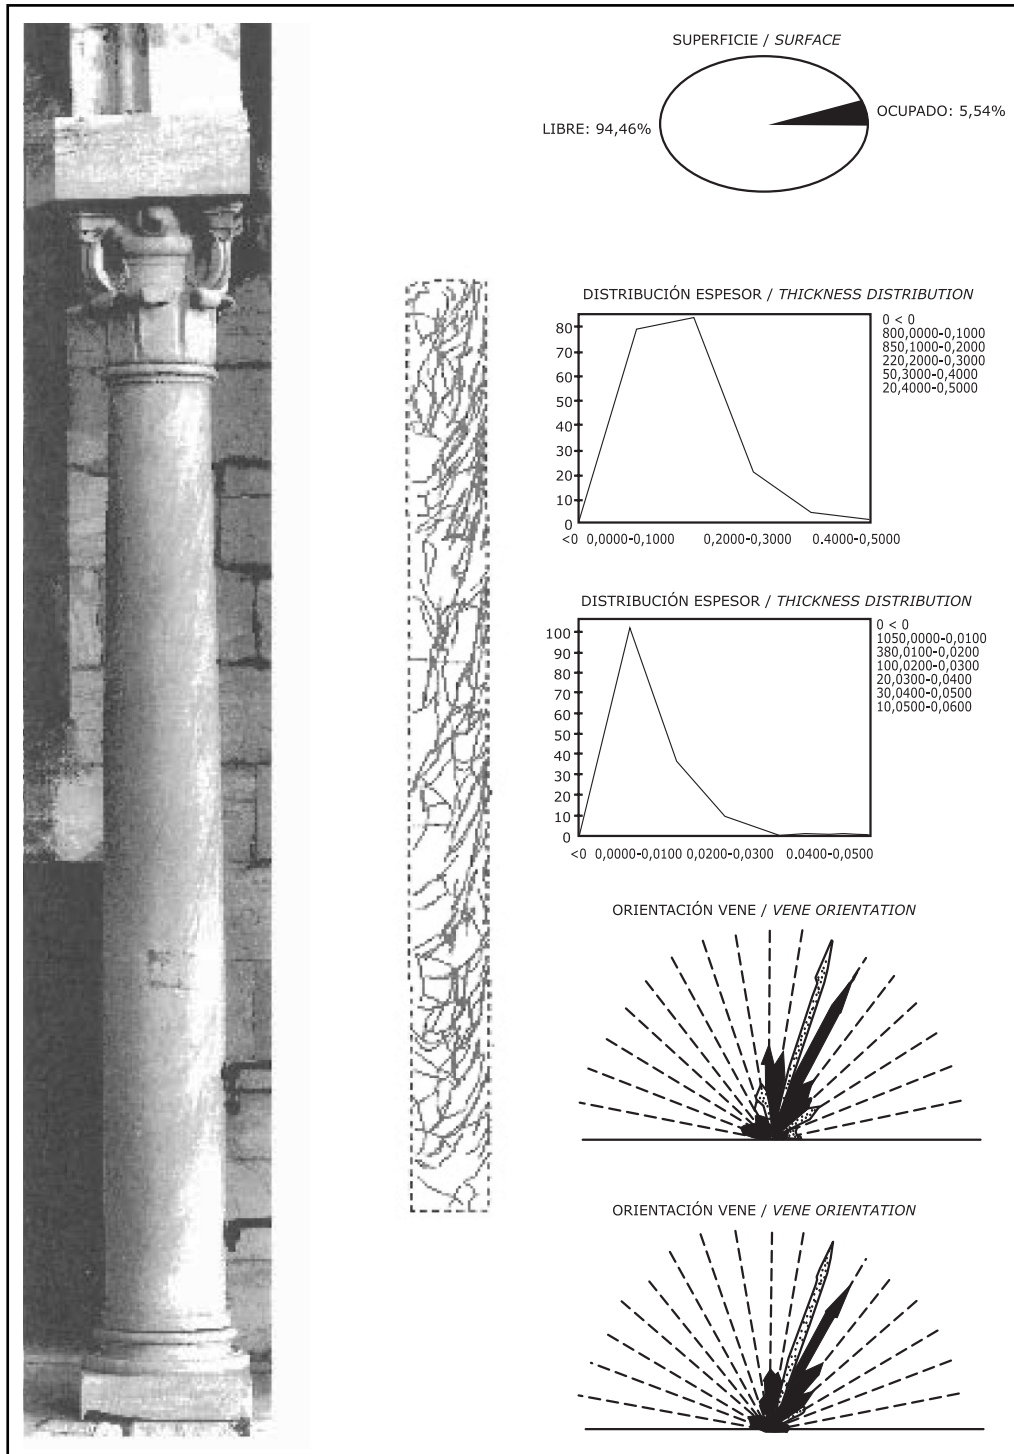 SUPERFICIE / SURFACE
LIBRE: 94,46%
OCUPADO: 5,54%
DISTRIBUCIÓN ESPESOR / THICKNESS DISTRIBUTION
80
70
60
50
40
30
20
10
0
<0 0,0000-0,1000 0,2000-0,3000 0.4000-0,5000
0 < 0
800,0000-0,1000
850,1000-0,2000
220,2000-0,3000
50,3000-0,4000
20,4000-0,5000
DISTRIBUCIÓN ESPESOR / THICKNESS DISTRIBUTION
100
90
80
70
60
50
40
30
20
10
0
<0 0,0000-0,0100 0,0200-0,0300 0.0400-0,0500
0 < 0
1050,0000-0,0100
380,0100-0,0200
100,0200-0,0300
20,0300-0,0400
30,0400-0,0500
10,0500-0,0600
ORIENTACIÓN VENE / VENE ORIENTATION
ORIENTACIÓN VENE / VENE ORIENTATION